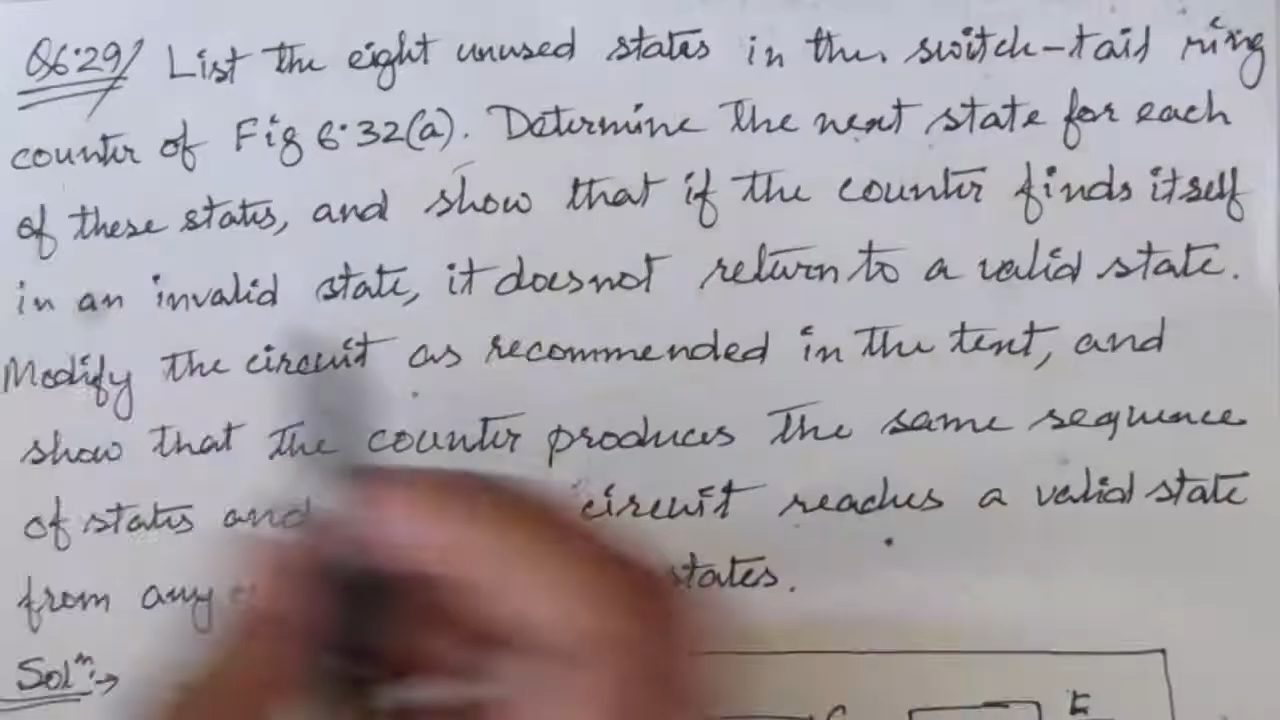 Q6.29/ List the eight unused states in the switch-tail ring
counter of Fig 6.32(a). Determine the next state for each
of these states, and show that if the counter finds itself
in an invalid state, it does not return to a valid state.
Modify the circuit as recommended in the text, and
show that the counter produces the same sequence
of states and circuit reaches a valid state
from any states.
Solⁿ:→
E